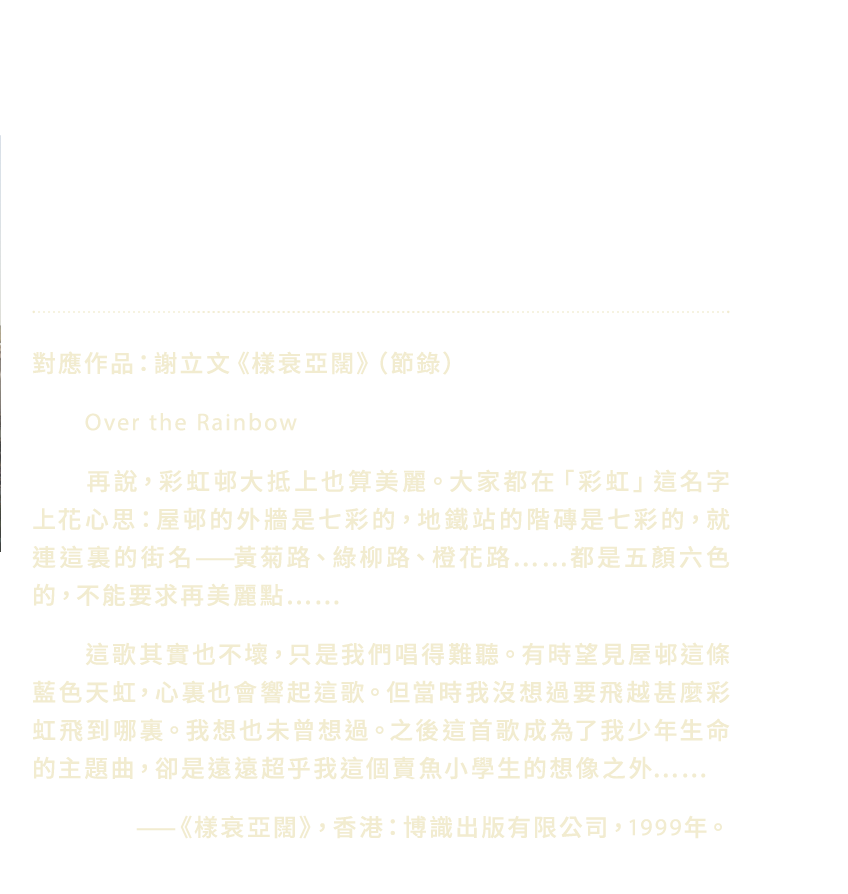 對應作品：謝立文《樣衰亞闊》（節錄）
Over the Rainbow
再說，彩虹邨大抵上也算美麗。大家都在「彩虹」這名字
上花心思：屋邨的外牆是七彩的，地鐵站的階磚是七彩的，就
連這裏的街名——黃菊路、綠柳路、橙花路……都是五顏六色
的，不能要求再美麗點……
這歌其實也不壞，只是我們唱得難聽。有時望見屋邨這條
藍色天虹，心裏也會響起這歌。但當時我沒想過要飛越甚麼彩
虹飛到哪裏。我想也未曾想過。之後這首歌成為了我少年生命
的主題曲，卻是遠遠超乎我這個賣魚小學生的想像之外……
——《樣衰亞闊》，香港：博識出版有限公司，1999年。